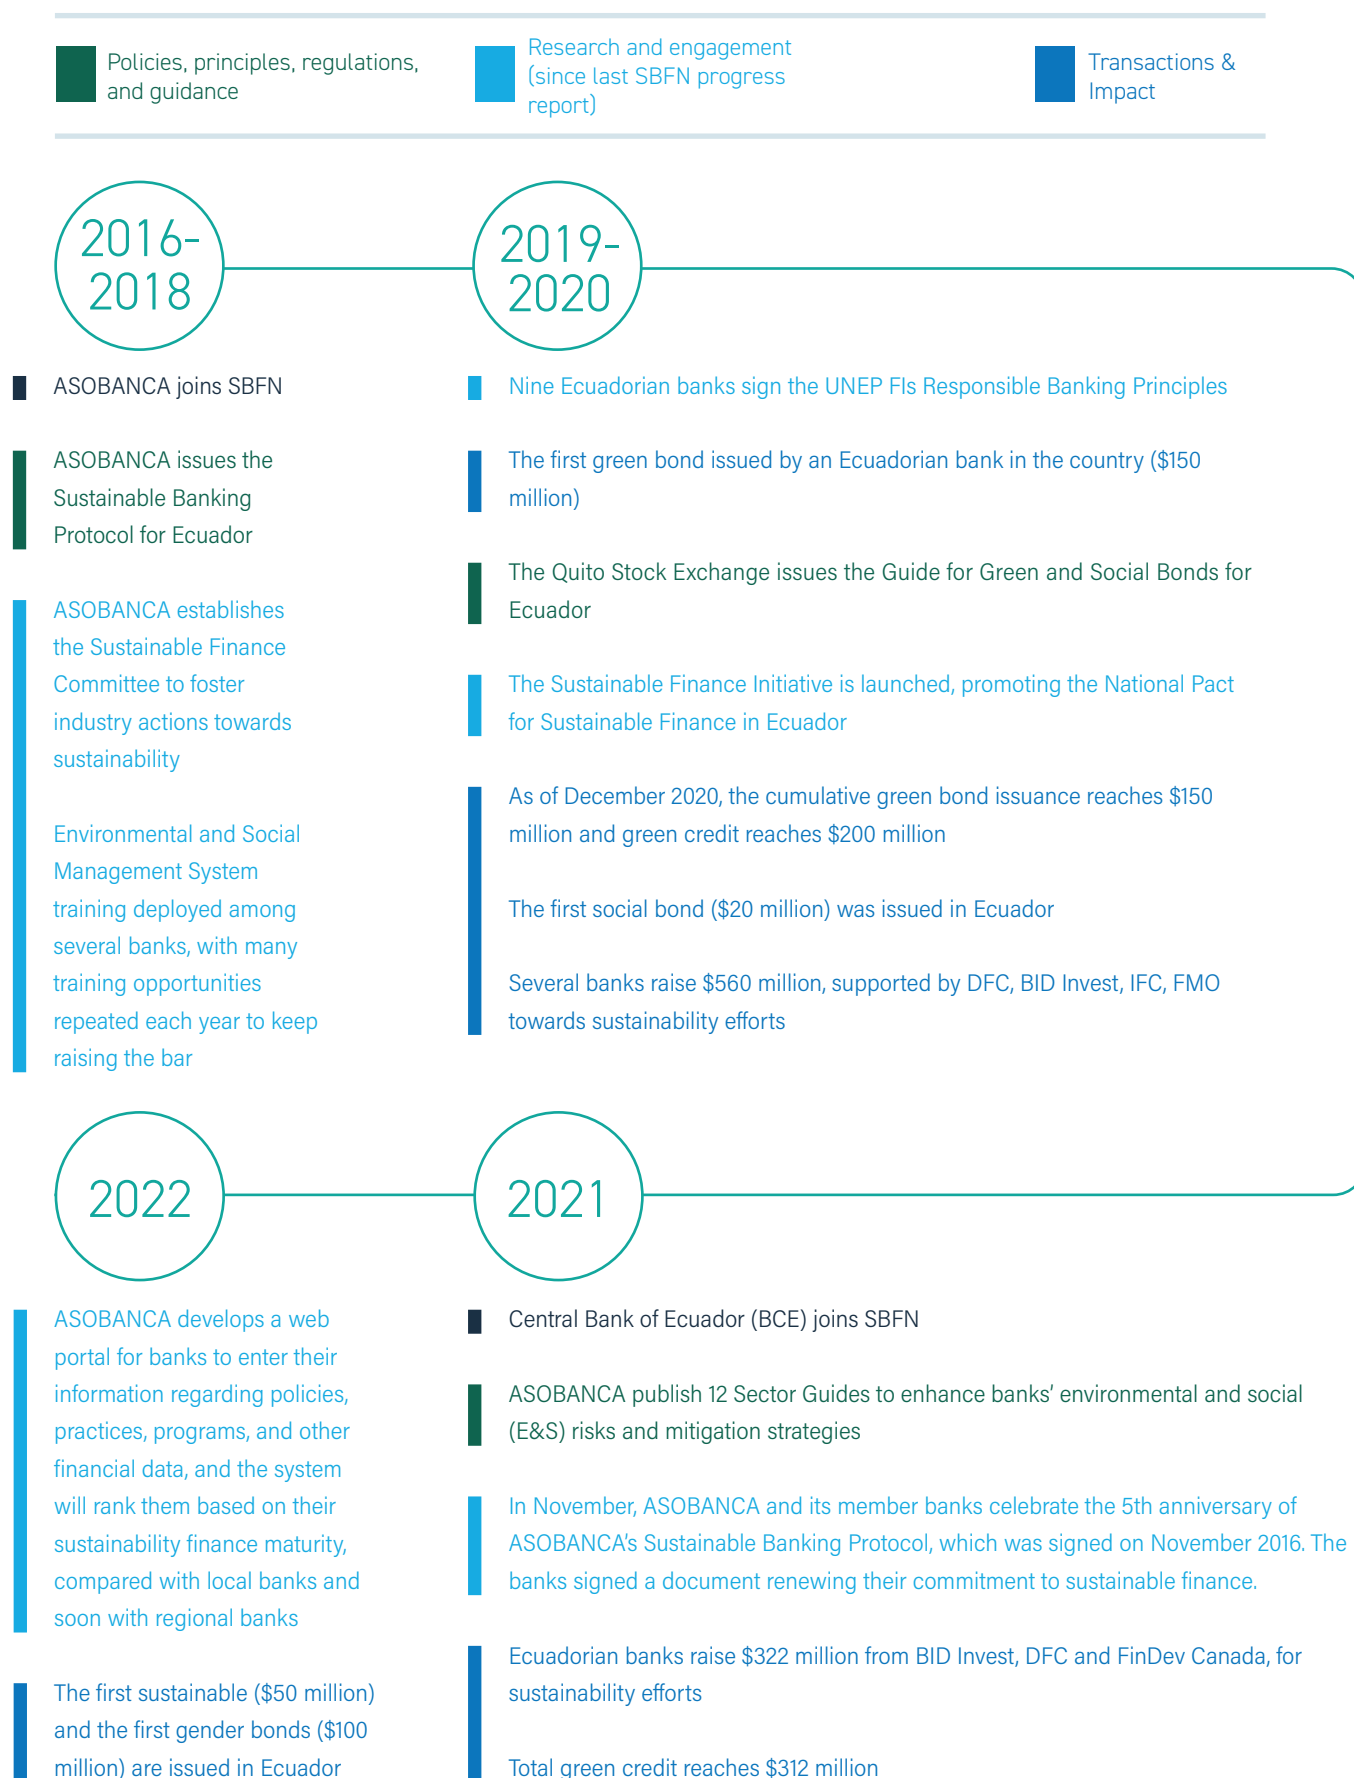 Policies, principles, regulations,
and guidance
Research and engagement
(since last SBFN progress
report)
Transactions &
Impact
2016-
2018
ASOBANCA joins SBFN
ASOBANCA issues the
Sustainable Banking
Protocol for Ecuador
ASOBANCA establishes
the Sustainable Finance
Committee to foster
industry actions towards
sustainability
Environmental and Social
Management System
training deployed among
several banks, with many
training opportunities
repeated each year to keep
raising the bar
2019-
2020
Nine Ecuadorian banks sign the UNEP FIs Responsible Banking Principles
The first green bond issued by an Ecuadorian bank in the country ($150
million)
The Quito Stock Exchange issues the Guide for Green and Social Bonds for
Ecuador
The Sustainable Finance Initiative is launched, promoting the National Pact
for Sustainable Finance in Ecuador
As of December 2020, the cumulative green bond issuance reaches $150
million and green credit reaches $200 million
The first social bond ($20 million) was issued in Ecuador
Several banks raise $560 million, supported by DFC, BID Invest, IFC, FMO
towards sustainability efforts
2022
ASOBANCA develops a web
portal for banks to enter their
information regarding policies,
practices, programs, and other
financial data, and the system
will rank them based on their
sustainability finance maturity,
compared with local banks and
soon with regional banks
The first sustainable ($50 million)
and the first gender bonds ($100
million) are issued in Ecuador
2021
Central Bank of Ecuador (BCE) joins SBFN
ASOBANCA publish 12 Sector Guides to enhance banks' environmental and social
(E&S) risks and mitigation strategies
In November, ASOBANCA and its member banks celebrate the 5th anniversary of
ASOBANCA's Sustainable Banking Protocol, which was signed on November 2016. The
banks signed a document renewing their commitment to sustainable finance.
Ecuadorian banks raise $322 million from BID Invest, DFC and FinDev Canada, for
sustainability efforts
Total green credit reaches $312 million